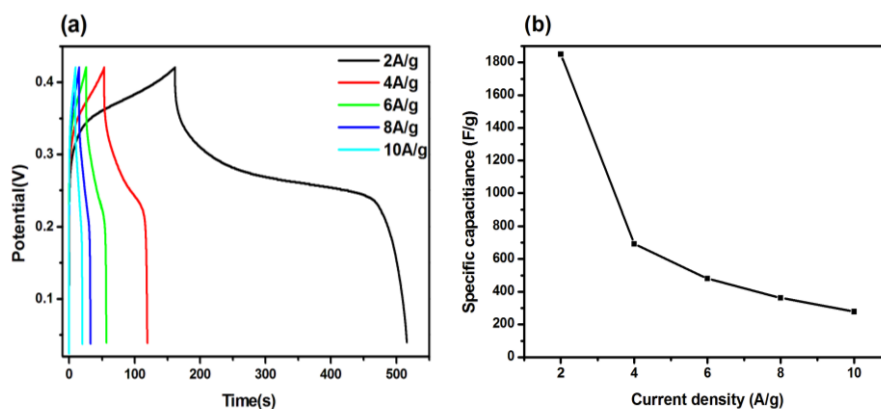 (a)
2A/g
4A/g
6A/g
8A/g
10A/g
0.4
0.3
0.2
0.1
Potential(V)
0 100 200 300 400 500
Time(s)
(b)
1800
1600
1400
1200
1000
800
600
400
200
0
Specific capacitiance (F/g)
2 4 6 8 10
Current density (A/g)